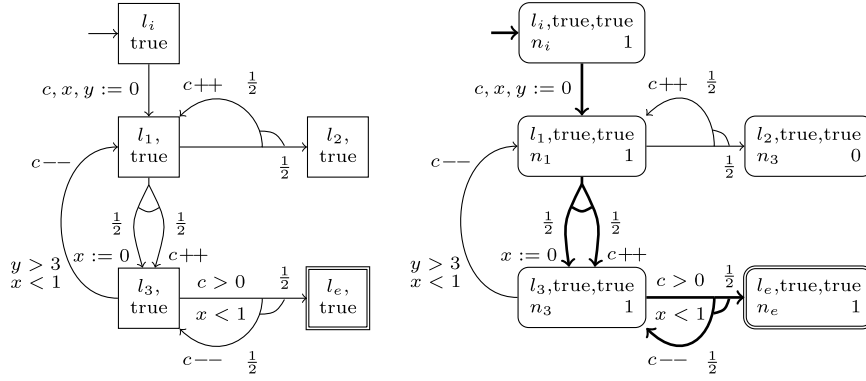 l_i
true
c, x, y := 0
c++ 1/2
l_1,
true
l_2,
true
1/2
c−−
1/2 1/2
x := 0 c++
y > 3
x < 1
l_3,
true
c > 0 1/2
x < 1
l_e,
true
c−− 1/2
l_i,true,true
n_i 1
c, x, y := 0
c++ 1/2
l_1,true,true
n_1 1
l_2,true,true
n_3 0
1/2
c−−
1/2 1/2
x := 0 c++
y > 3
x < 1
l_3,true,true
n_3 1
c > 0 1/2
x < 1
l_e,true,true
n_e 1
c−− 1/2